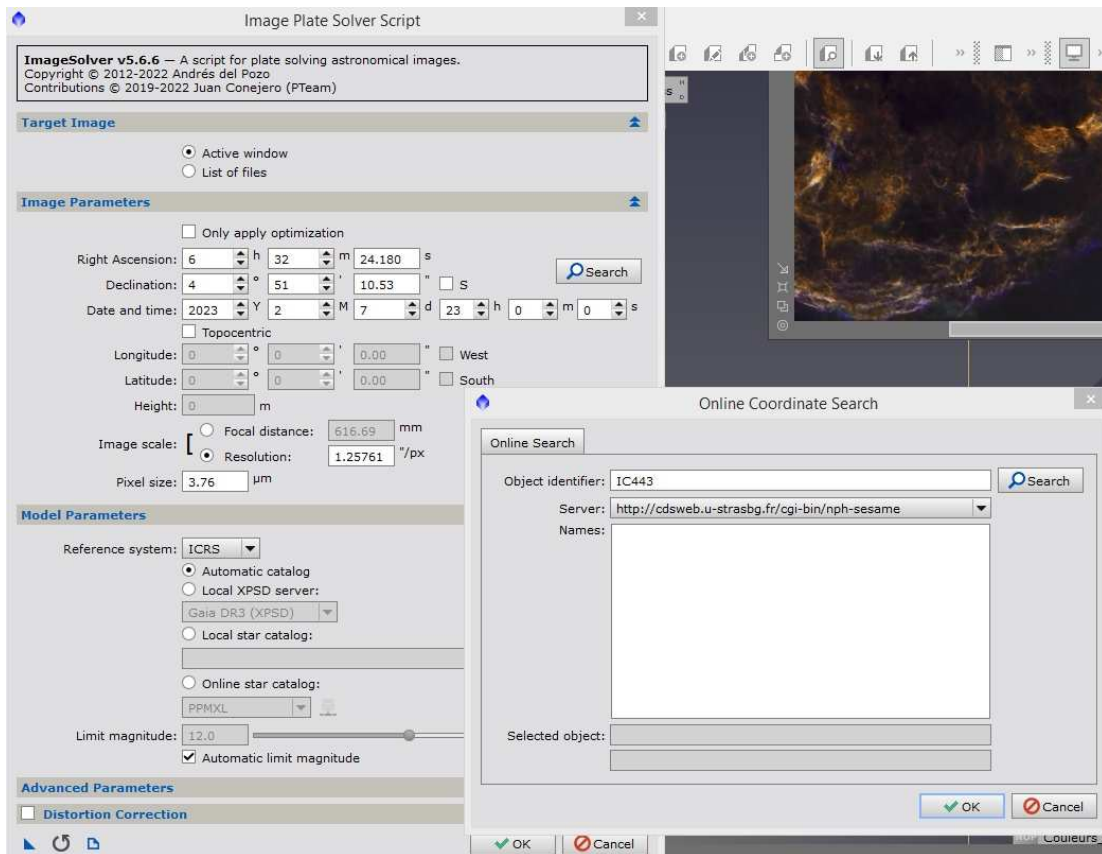 Image Plate Solver Script
ImageSolver v5.6.6 — A script for plate solving astronomical images.
Copyright © 2012-2022 Andrés del Pozo
Contributions © 2019-2022 Juan Conejero (PTeam)
Target Image
Active window
List of files
Image Parameters
Only apply optimization
Right Ascension: 6 h 32 m 24.180 s
Search
Declination: 4 ° 51 ' 10.53 " S
Date and time: 2023 Y 2 M 7 d 23 h 0 m 0 s
Topocentric
Longitude: 0 ° 0 ' 0.00 " West
Latitude: 0 ° 0 ' 0.00 " South
Height: 0 m
Image scale: [ Focal distance: 616.69 mm
Resolution: 1.25761 "/px
Pixel size: 3.76 µm
Model Parameters
Reference system: ICRS
Automatic catalog
Local XPSD server:
Gaia DR3 (XPSD)
Local star catalog:
Online star catalog:
PPMXL
Limit magnitude: 12.0
Automatic limit magnitude
Advanced Parameters
Distortion Correction
OK Cancel
Online Coordinate Search
Online Search
Object identifier: IC443 Search
Server: http://cdsweb.u-strasbg.fr/cgi-bin/nph-sesame
Names:
Selected object:
OK Cancel
Couleurs_